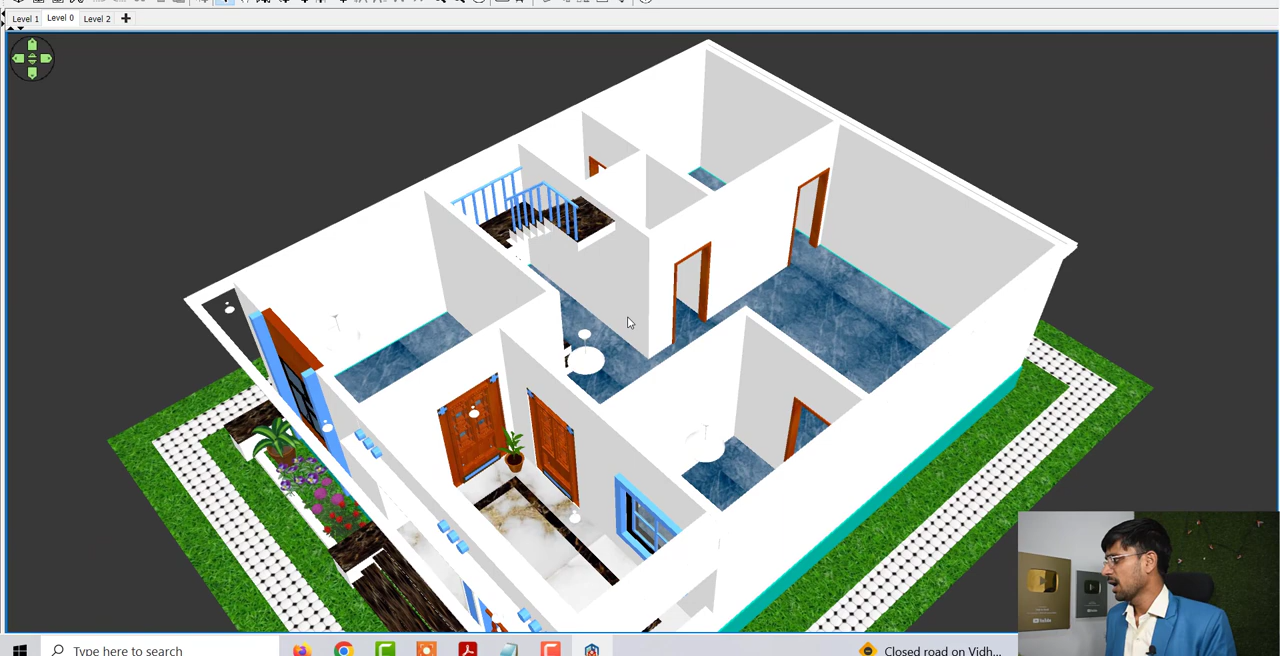 Level 1 Level 0 Level 2
Type here to search
Closed road on Vidh...